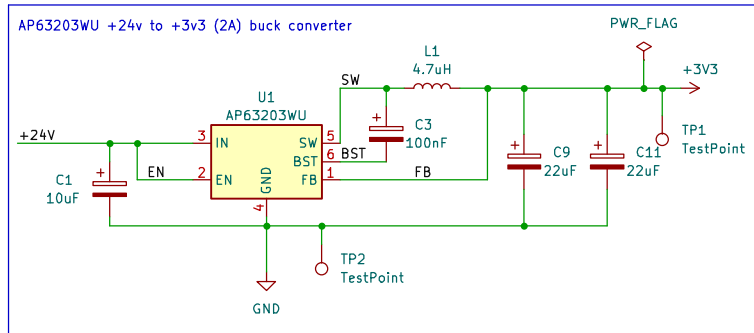 AP63203WU +24v to +3v3 (2A) buck converter
PWR_FLAG
L1
4.7uH
SW
+3V3
U1
AP63203WU
+24V
3 IN
SW 5
C3
100nF
TP1
TestPoint
BST 6
BST
EN
2 EN
FB 1
FB
GND
4
C1
10uF
C9
22uF
C11
22uF
+
+
+
+
TP2
TestPoint
GND